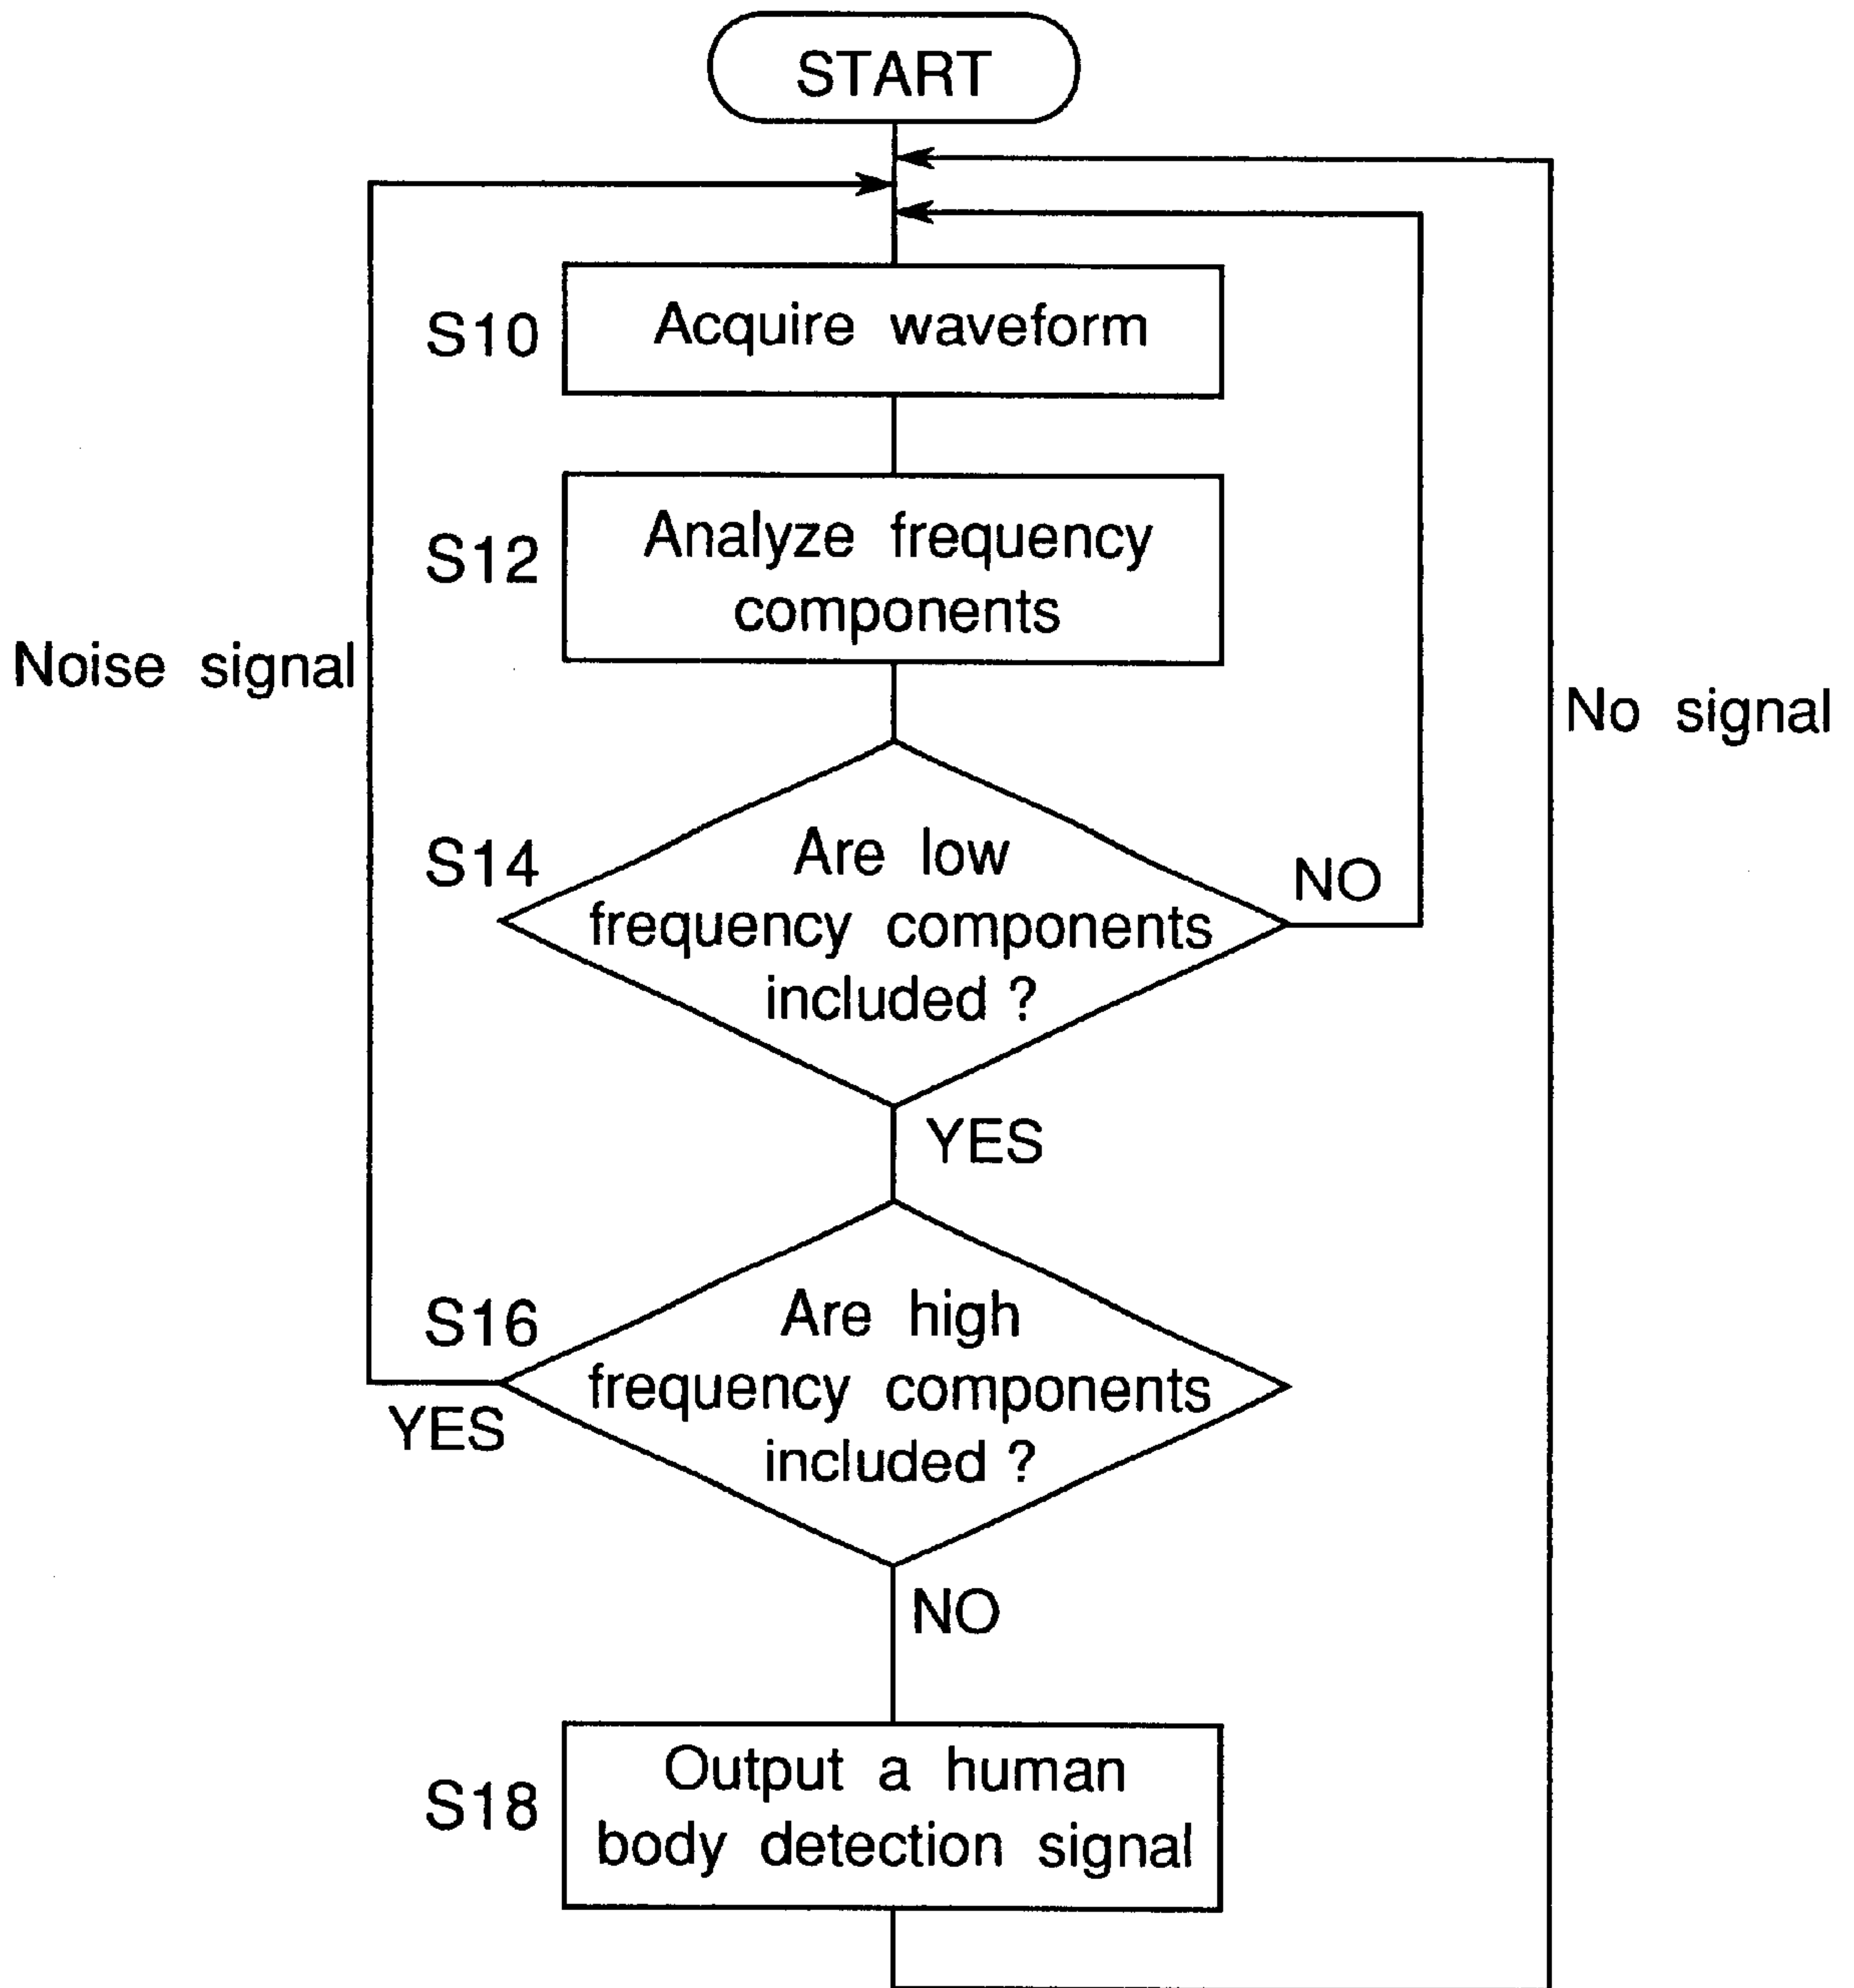 START
S10
Acquire waveform
S12
Analyze frequency
components
Noise signal
No signal
S14
Are low
frequency components
included ?
NO
YES
S16
Are high
frequency components
included ?
YES
NO
S18
Output a human
body detection signal